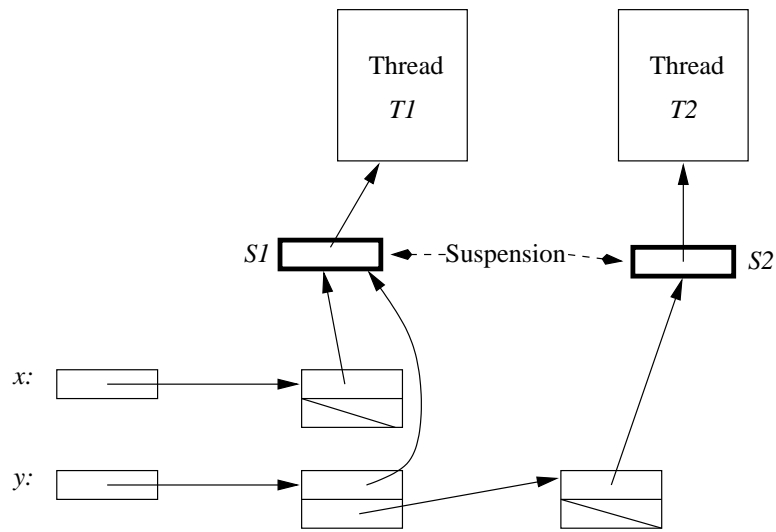 Thread
T1
Thread
T2
S1
Suspension
S2
x:
y: